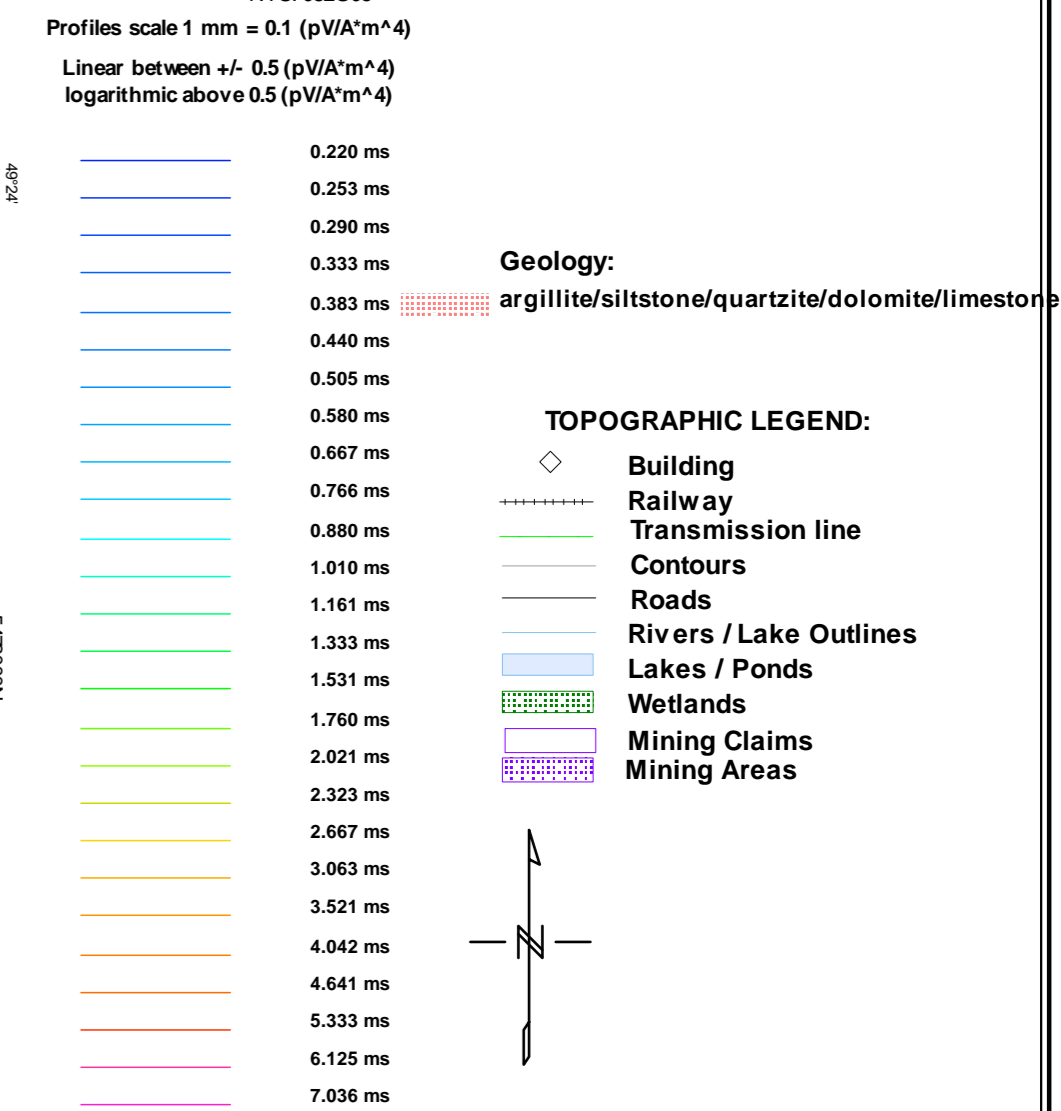 Profiles scale 1 mm = 0.1 (pV/A*m^4)
Linear between +/- 0.5 (pV/A*m^4)
logarithmic above 0.5 (pV/A*m^4)
49°24'
0.220 ms
0.253 ms
0.290 ms
0.333 ms
0.383 ms
0.440 ms
0.505 ms
0.580 ms
0.667 ms
0.766 ms
0.880 ms
1.010 ms
1.161 ms
1.333 ms
1.531 ms
1.760 ms
2.021 ms
2.323 ms
2.667 ms
3.063 ms
3.521 ms
4.042 ms
4.641 ms
5.333 ms
6.125 ms
7.036 ms
Geology:
argillite/siltstone/quartzite/dolomite/limestone
TOPOGRAPHIC LEGEND:
Building
Railway
Transmission line
Contours
Roads
Rivers / Lake Outlines
Lakes / Ponds
Wetlands
Mining Claims
Mining Areas
N